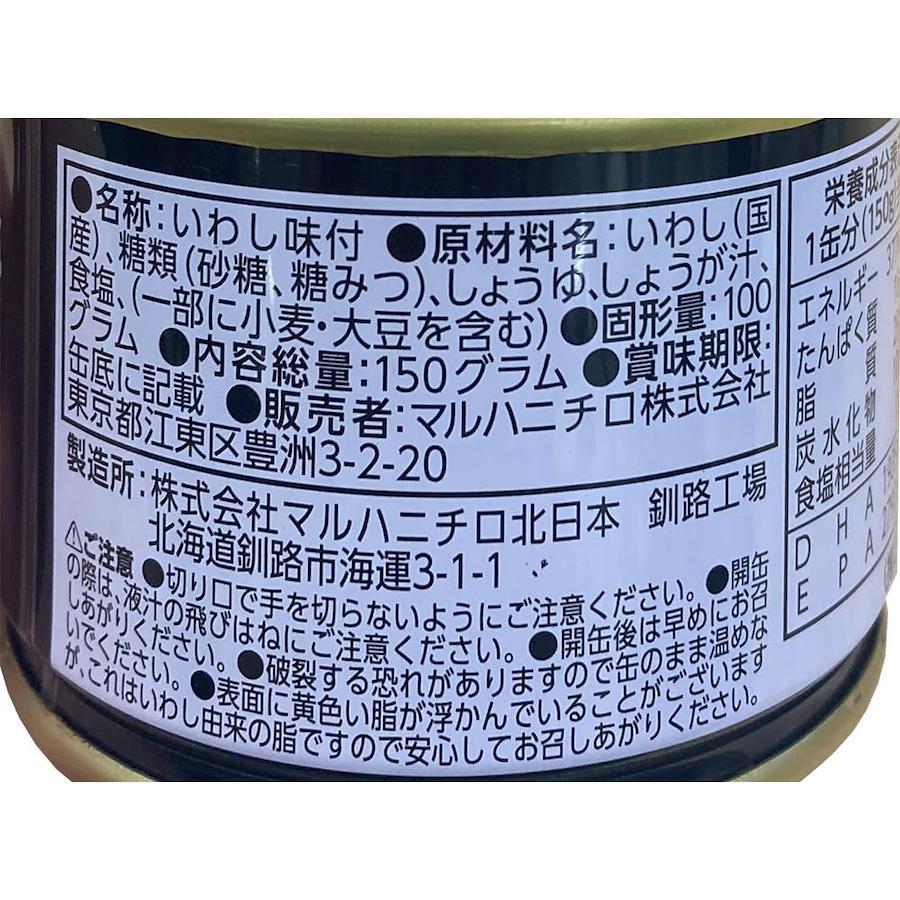 ●名称：いわし味付 ●原材料名：いわし(国
産)、糖類(砂糖、糖みつ)、しょうゆ、しょうが汁、
食塩、(一部に小麦・大豆を含む) ●固形量：100
グラム ●内容総量：150グラム ●賞味期限：
缶底に記載 ●販売者：マルハニチロ株式会社
東京都江東区豊洲3-2-20
製造所：株式会社マルハニチロ北日本 釧路工場
北海道釧路市海運3-1-1
⚠ご注意 ●切り口で手を切らないようにご注意ください。 ●開缶
の際は、液汁の飛びはねにご注意ください。 ●開缶後は早めにお召
しあがりください。 ●破裂する恐れがありますので缶のまま温めな
いでください。 ●表面に黄色い脂が浮かんでいることがございます
が、これはいわし由来の脂ですので安心してお召しあがりください。
栄養成分表
1缶分(150g)
エネルギー 37
たんぱく質
脂質
炭水化物
食塩相当量
DHA
EPA